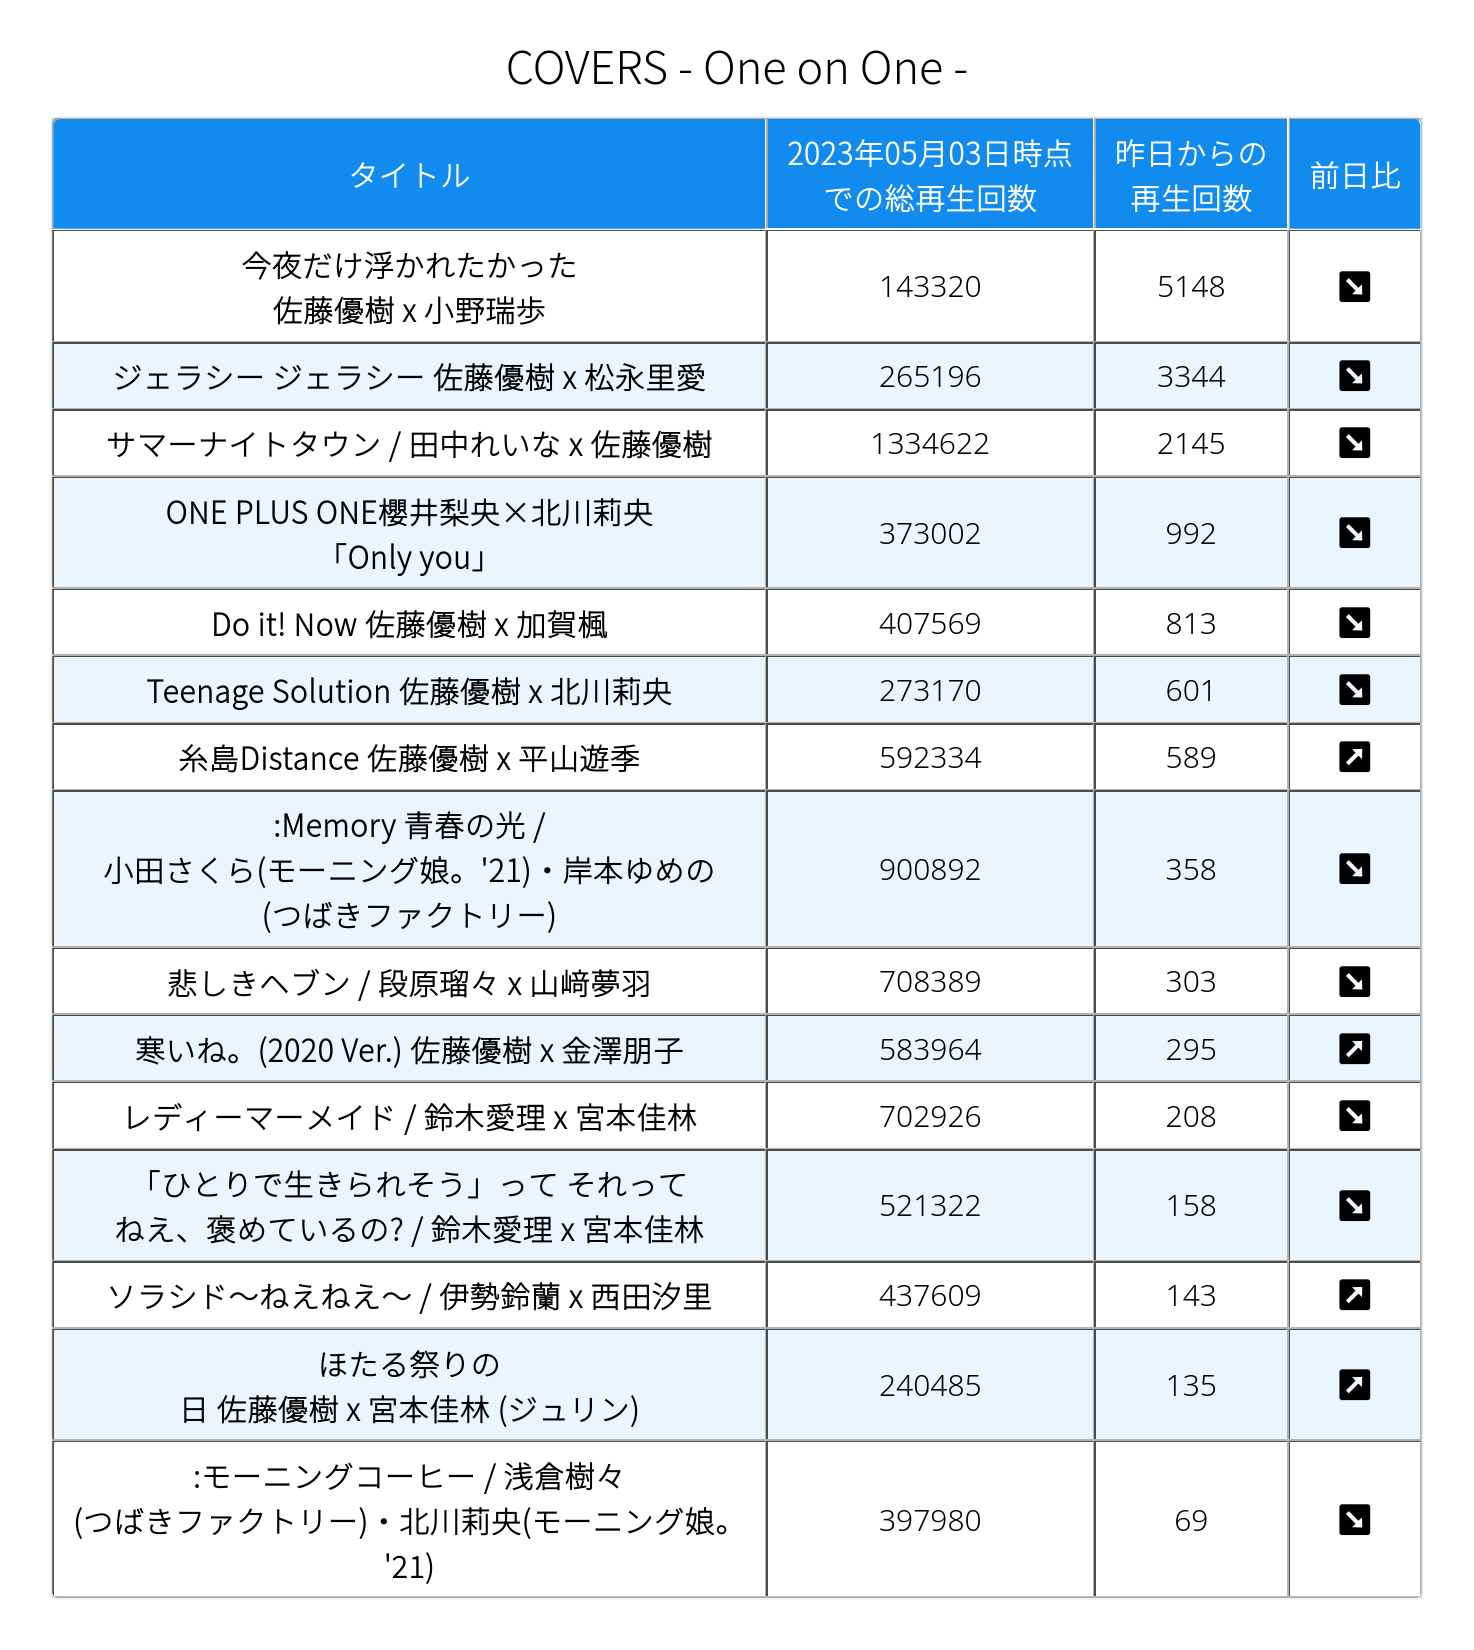 COVERS - One on One -
タイトル
2023年05月03日時点
での総再生回数
昨日からの
再生回数
前日比
今夜だけ浮かれたかった
佐藤優樹 x 小野瑞歩
143320
5148
ジェラシー ジェラシー 佐藤優樹 x 松永里愛
265196
3344
サマーナイトタウン / 田中れいな x 佐藤優樹
1334622
2145
ONE PLUS ONE櫻井梨央×北川莉央
「Only you」
373002
992
Do it! Now 佐藤優樹 x 加賀楓
407569
813
Teenage Solution 佐藤優樹 x 北川莉央
273170
601
糸島Distance 佐藤優樹 x 平山遊季
592334
589
:Memory 青春の光 /
小田さくら(モーニング娘。'21)・岸本ゆめの
(つばきファクトリー)
900892
358
悲しきヘブン / 段原瑠々 x 山﨑夢羽
708389
303
寒いね。(2020 Ver.) 佐藤優樹 x 金澤朋子
583964
295
レディーマーメイド / 鈴木愛理 x 宮本佳林
702926
208
「ひとりで生きられそう」って それって
ねえ、褒めているの? / 鈴木愛理 x 宮本佳林
521322
158
ソラシド～ねえねえ～ / 伊勢鈴蘭 x 西田汐里
437609
143
ほたる祭りの
日 佐藤優樹 x 宮本佳林 (ジュリン)
240485
135
:モーニングコーヒー / 浅倉樹々
(つばきファクトリー)・北川莉央(モーニング娘。
'21)
397980
69